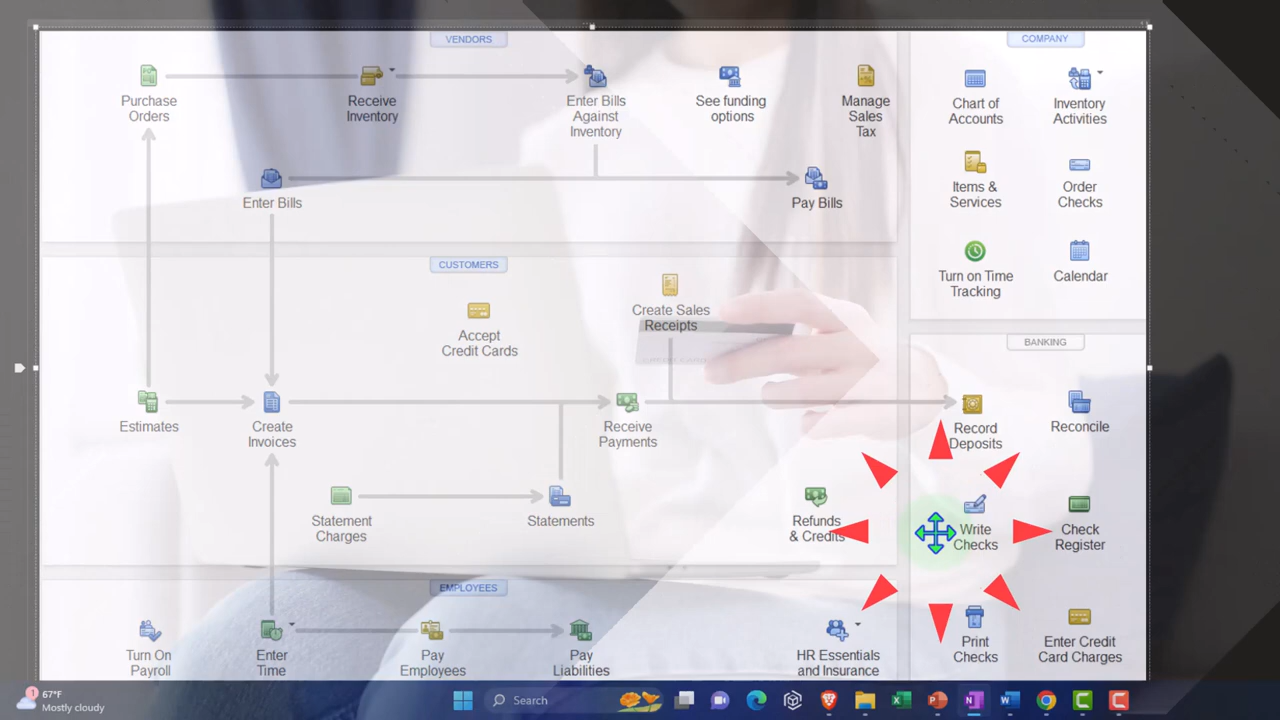 VENDORS
Purchase
Orders
Receive
Inventory
Enter Bills
Against
Inventory
See funding
options
Manage
Sales
Tax
Enter Bills
Pay Bills
COMPANY
Chart of
Accounts
Inventory
Activities
Items &
Services
Order
Checks
Turn on Time
Tracking
Calendar
CUSTOMERS
Create Sales
Receipts
Accept
Credit Cards
Estimates
Create
Invoices
Receive
Payments
Statement
Charges
Statements
Refunds
& Credits
BANKING
Record
Deposits
Reconcile
Write
Checks
Check
Register
Print
Checks
Enter Credit
Card Charges
EMPLOYEES
Turn On
Payroll
Enter
Time
Pay
Employees
Pay
Liabilities
HR Essentials
and Insurance
1
67°F
Mostly cloudy
Search